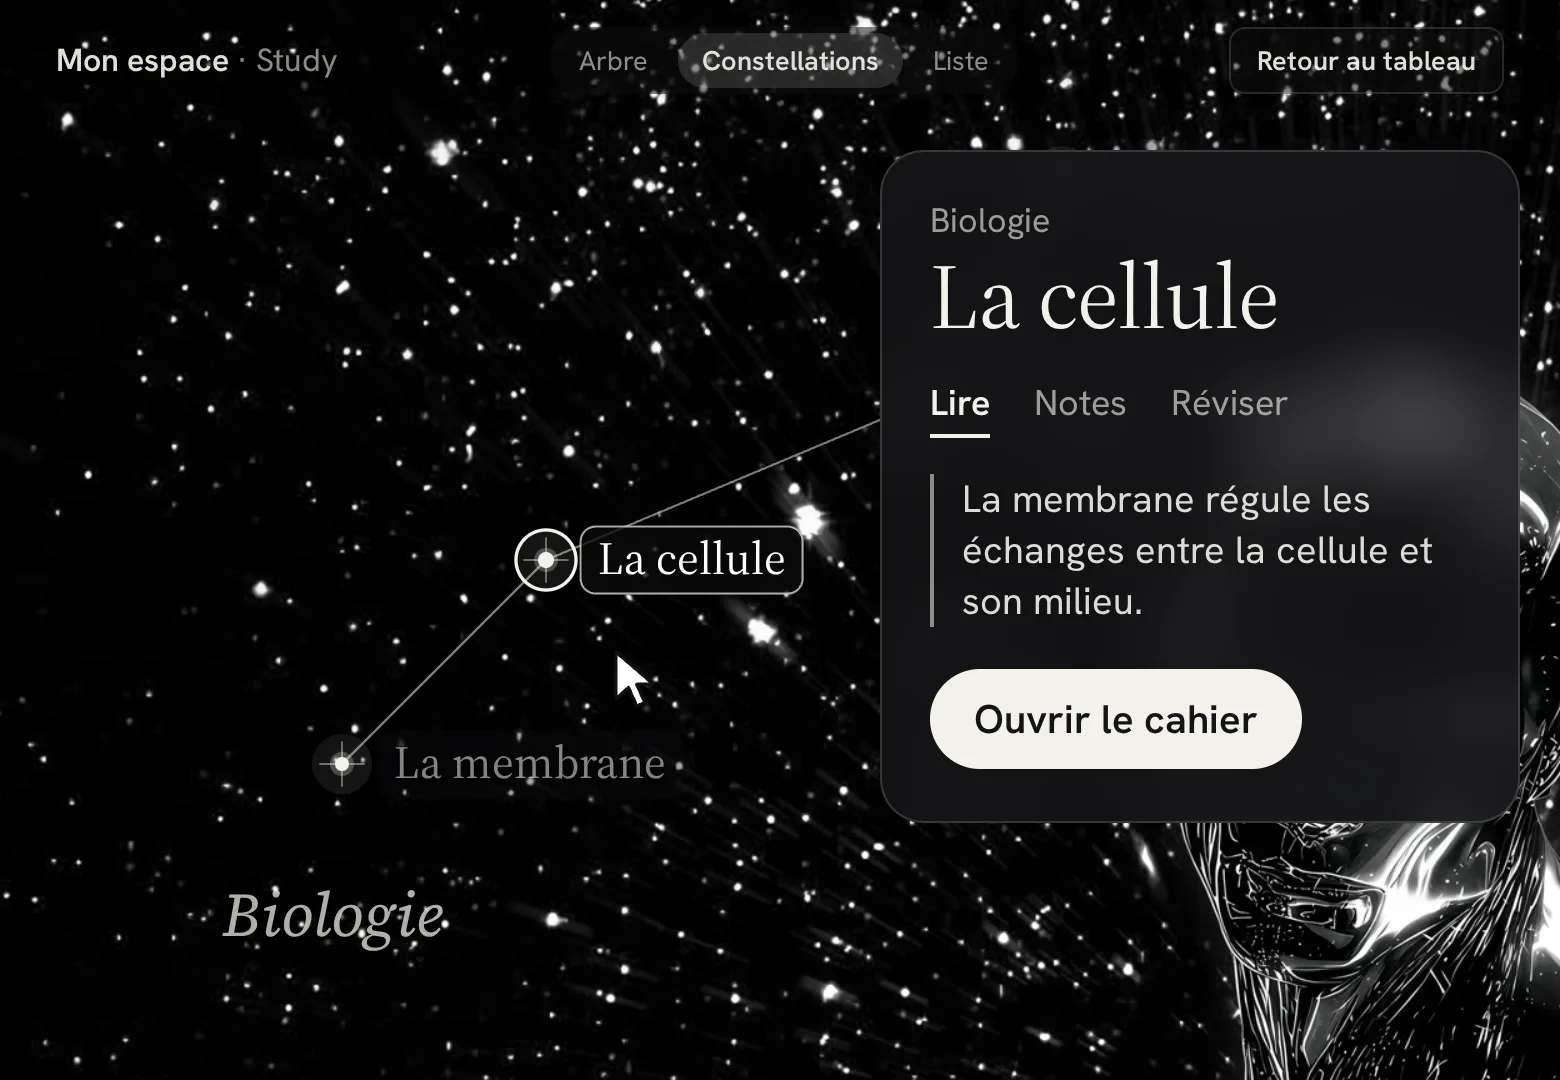 Mon espace · Study
Arbre
Constellations
Liste
Retour au tableau
Biologie
La cellule
Lire
Notes
Réviser
La membrane régule les
échanges entre la cellule et
son milieu.
Ouvrir le cahier
La cellule
La membrane
Biologie